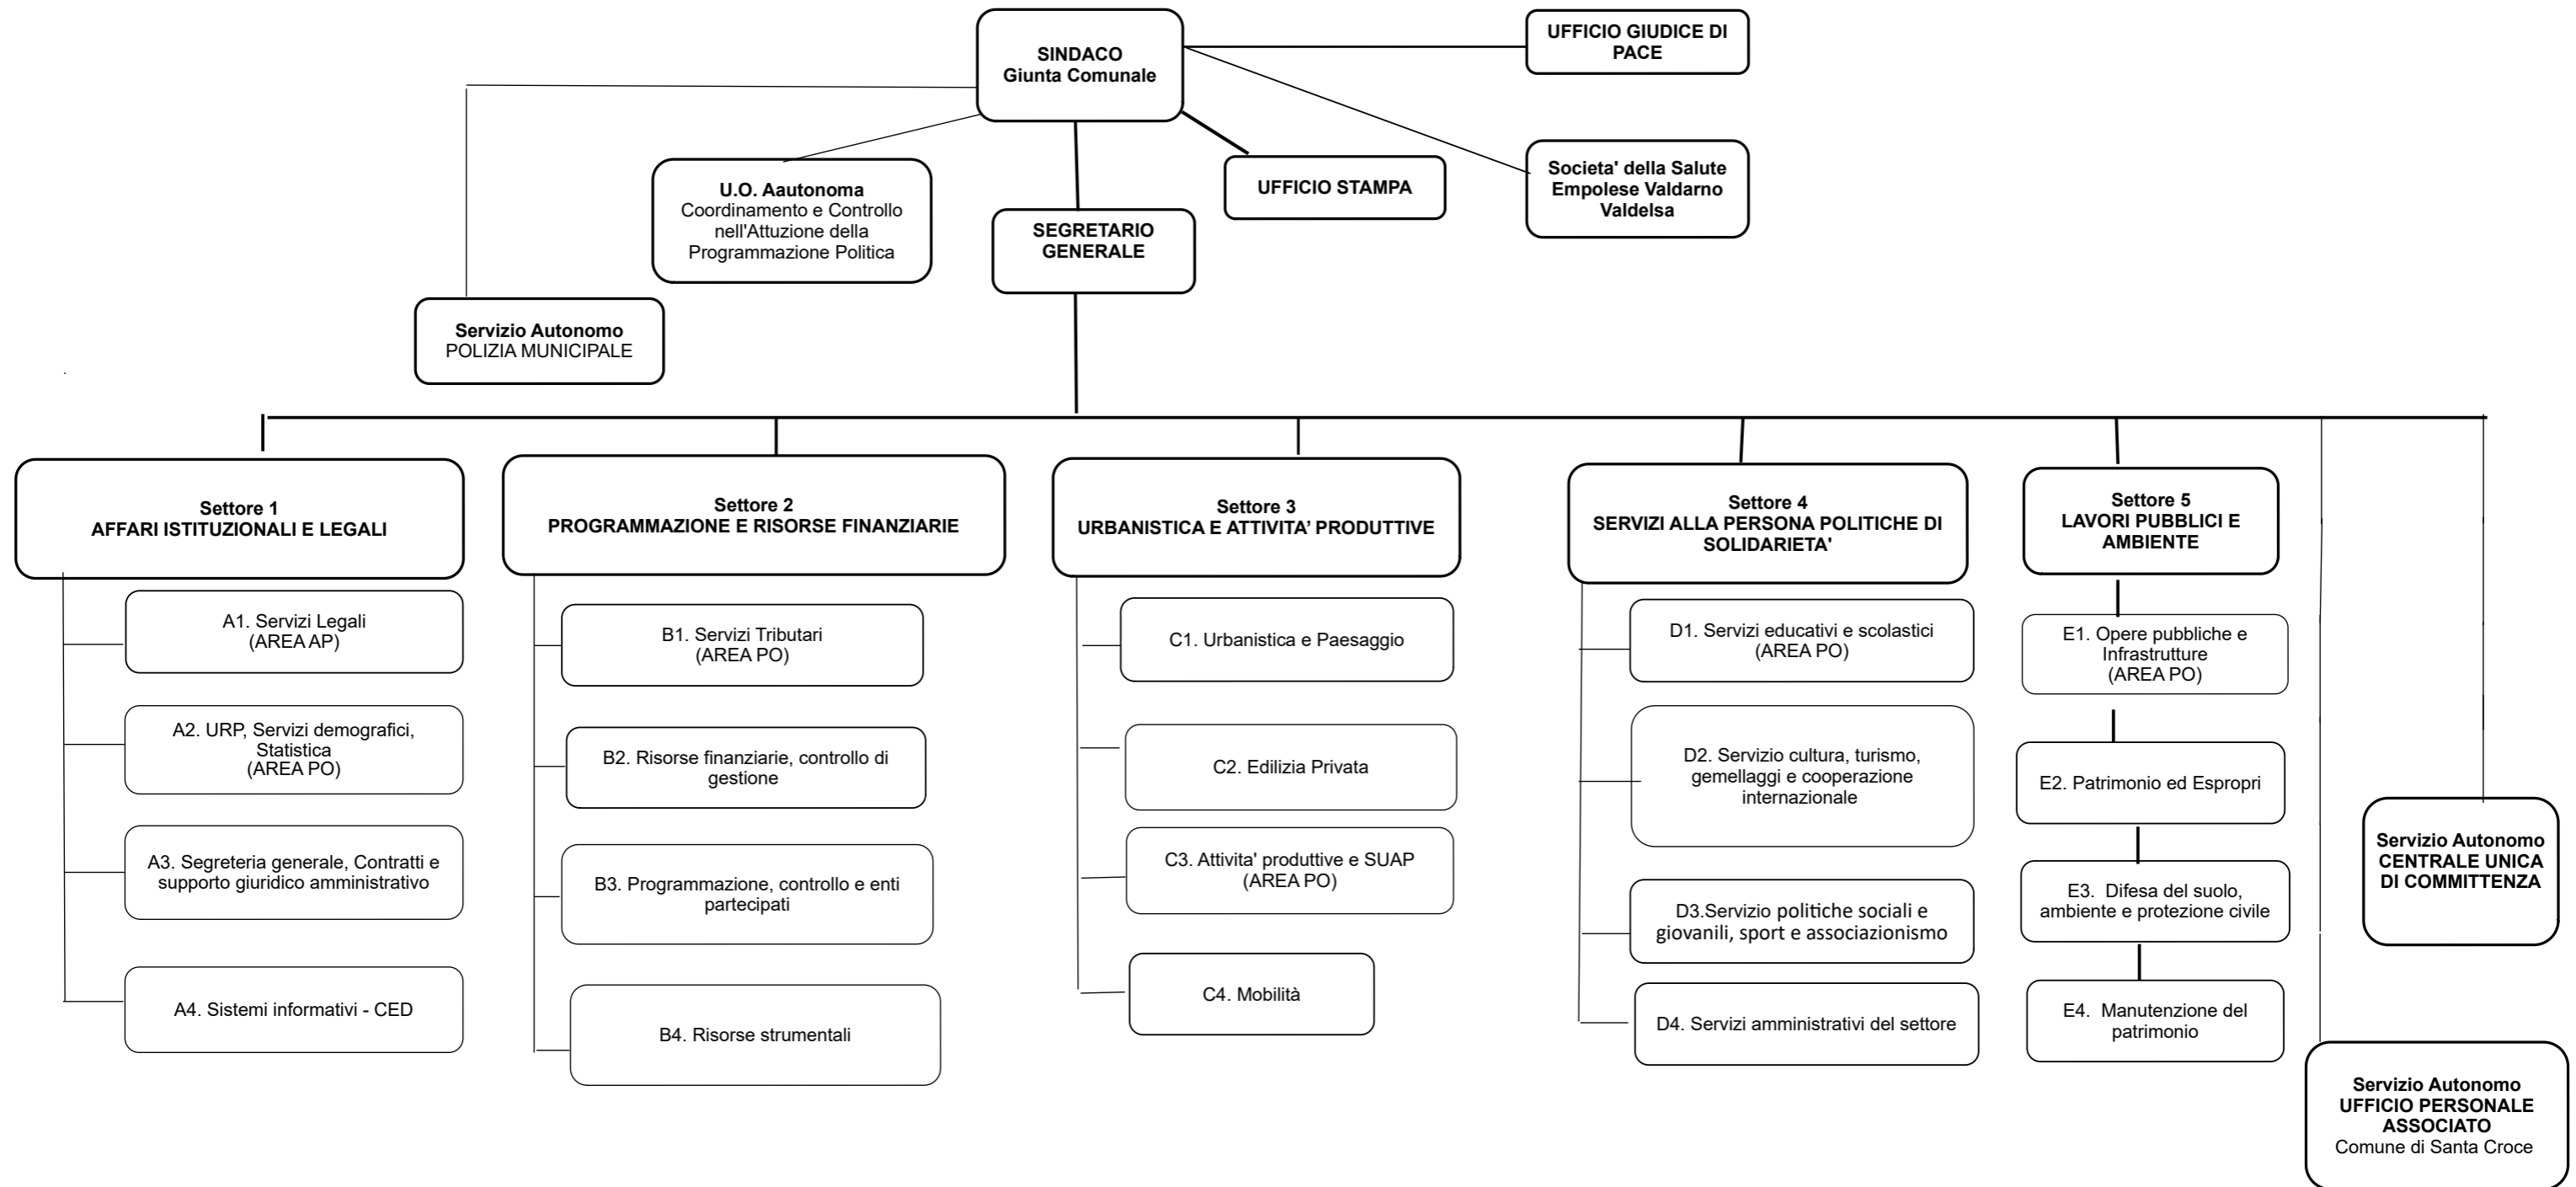 SINDACO
Giunta Comunale
UFFICIO GIUDICE DI
PACE
U.O. Aautonoma
Coordinamento e Controllo
nell'Attuzione della
Programmazione Politica
UFFICIO STAMPA
Societa' della Salute
Empolese Valdarno
Valdelsa
SEGRETARIO
GENERALE
Servizio Autonomo
POLIZIA MUNICIPALE
Settore 1
AFFARI ISTITUZIONALI E LEGALI
A1. Servizi Legali
(AREA AP)
A2. URP, Servizi demografici,
Statistica
(AREA PO)
A3. Segreteria generale, Contratti e
supporto giuridico amministrativo
A4. Sistemi informativi - CED
Settore 2
PROGRAMMAZIONE E RISORSE FINANZIARIE
B1. Servizi Tributari
(AREA PO)
B2. Risorse finanziarie, controllo di
gestione
B3. Programmazione, controllo e enti
partecipati
B4. Risorse strumentali
Settore 3
URBANISTICA E ATTIVITA’ PRODUTTIVE
C1. Urbanistica e Paesaggio
C2. Edilizia Privata
C3. Attivita' produttive e SUAP
(AREA PO)
C4. Mobilità
Settore 4
SERVIZI ALLA PERSONA POLITICHE DI
SOLIDARIETA'
D1. Servizi educativi e scolastici
(AREA PO)
D2. Servizio cultura, turismo,
gemellaggi e cooperazione
internazionale
D3.Servizio politiche sociali e
giovanili, sport e associazionismo
D4. Servizi amministrativi del settore
Settore 5
LAVORI PUBBLICI E
AMBIENTE
E1. Opere pubbliche e
Infrastrutture
(AREA PO)
E2. Patrimonio ed Espropri
E3. Difesa del suolo,
ambiente e protezione civile
E4. Manutenzione del
patrimonio
Servizio Autonomo
CENTRALE UNICA
DI COMMITTENZA
Servizio Autonomo
UFFICIO PERSONALE
ASSOCIATO
Comune di Santa Croce